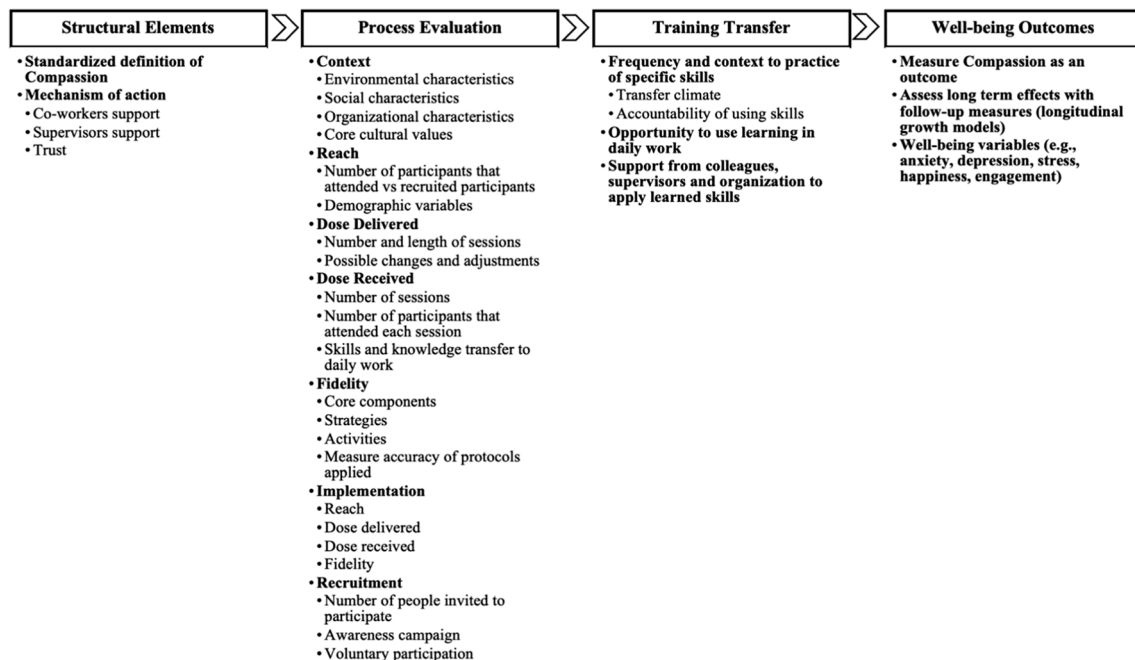 Structural Elements
• Standardized definition of
Compassion
• Mechanism of action
• Co-workers support
• Supervisors support
• Trust
Process Evaluation
• Context
• Environmental characteristics
• Social characteristics
• Organizational characteristics
• Core cultural values
• Reach
• Number of participants that
attended vs recruited participants
• Demographic variables
• Dose Delivered
• Number and length of sessions
• Possible changes and adjustments
• Dose Received
• Number of sessions
• Number of participants that
attended each session
• Skills and knowledge transfer to
daily work
• Fidelity
• Core components
• Strategies
• Activities
• Measure accuracy of protocols
applied
• Implementation
• Reach
• Dose delivered
• Dose received
• Fidelity
• Recruitment
• Number of people invited to
participate
• Awareness campaign
• Voluntary participation
Training Transfer
• Frequency and context to practice
of specific skills
• Transfer climate
• Accountability of using skills
• Opportunity to use learning in
daily work
• Support from colleagues,
supervisors and organization to
apply learned skills
Well-being Outcomes
• Measure Compassion as an
outcome
• Assess long term effects with
follow-up measures (longitudinal
growth models)
• Well-being variables (e.g.,
anxiety, depression, stress,
happiness, engagement)